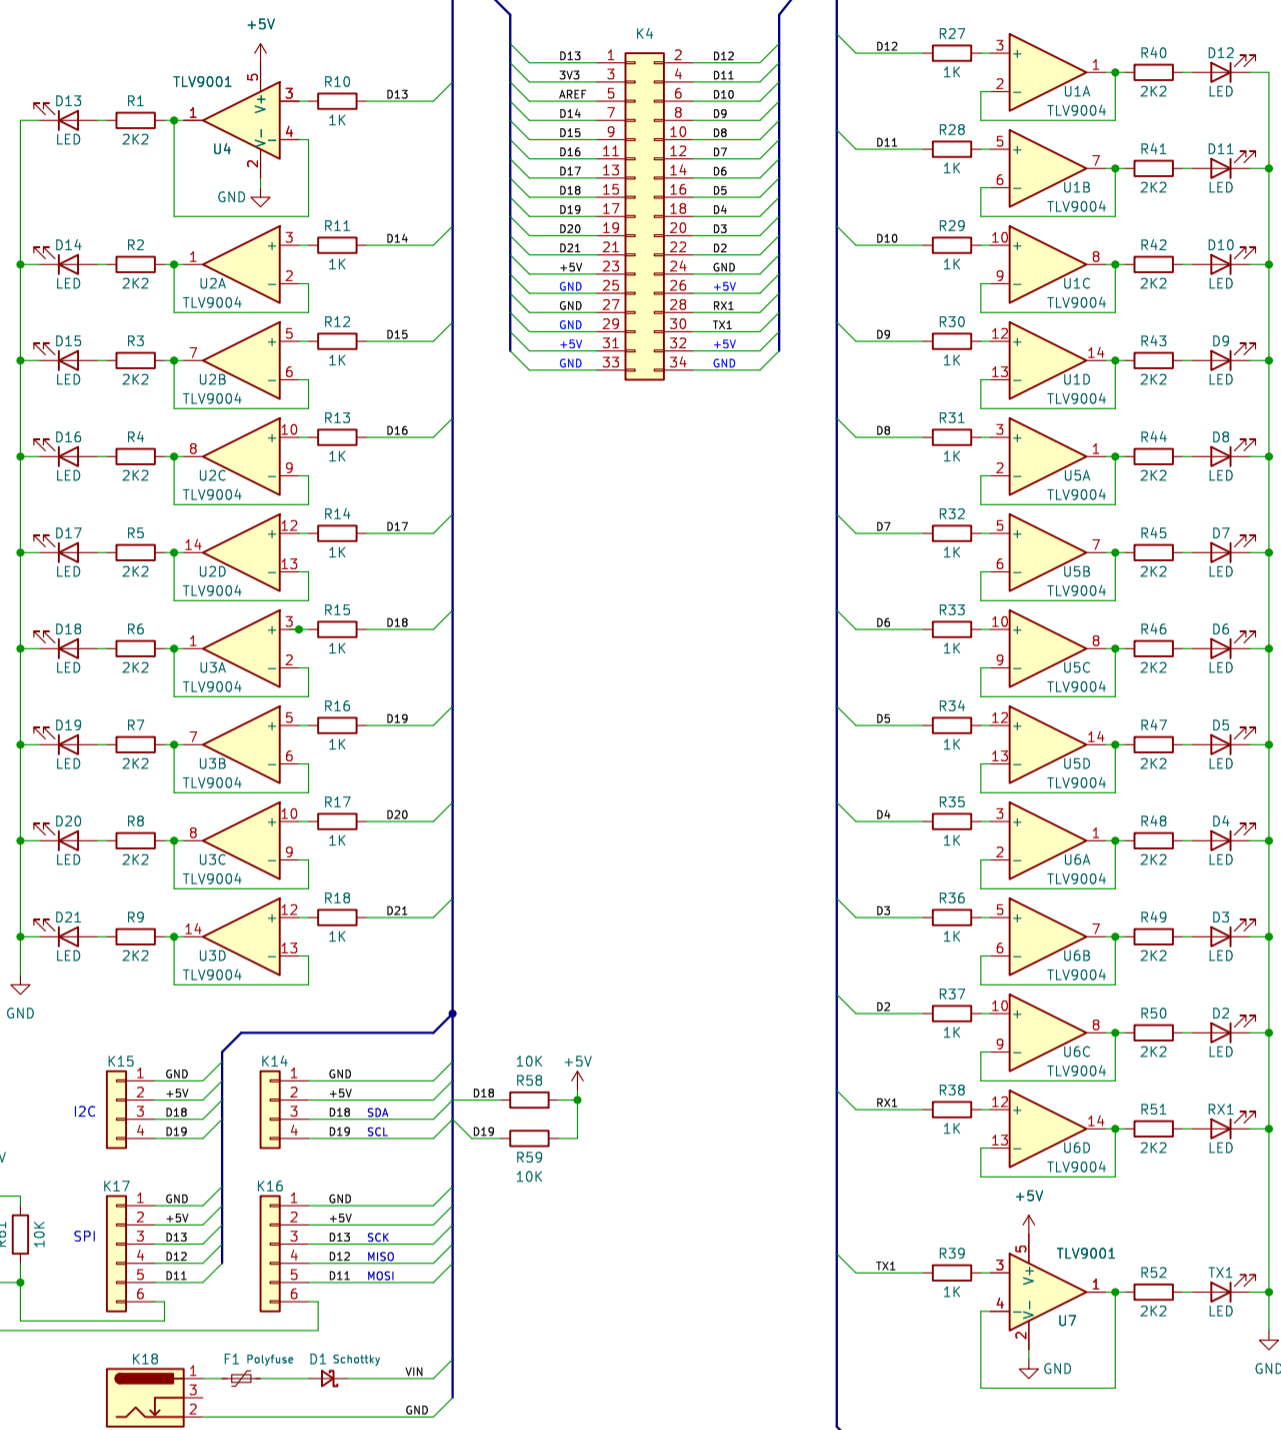 +5V
TLV9001
5
V+
V-
2
3
4
1
U4
GND
D13
LED
R1
2K2
R10
1K
D13
D14
LED
R2
2K2
1
3
2
U2A
TLV9004
R11
1K
D14
D15
LED
R3
2K2
7
5
6
U2B
TLV9004
R12
1K
D15
D16
LED
R4
2K2
8
10
9
U2C
TLV9004
R13
1K
D16
D17
LED
R5
2K2
14
12
13
U2D
TLV9004
R14
1K
D17
D18
LED
R6
2K2
1
3
2
U3A
TLV9004
R15
1K
D18
D19
LED
R7
2K2
7
5
6
U3B
TLV9004
R16
1K
D19
D20
LED
R8
2K2
8
10
9
U3C
TLV9004
R17
1K
D20
D21
LED
R9
2K2
14
12
13
U3D
TLV9004
R18
1K
D21
GND
K4
D13 1 2 D12
3V3 3 4 D11
AREF 5 6 D10
D14 7 8 D9
D15 9 10 D8
D16 11 12 D7
D17 13 14 D6
D18 15 16 D5
D19 17 18 D4
D20 19 20 D3
D21 21 22 D2
+5V 23 24 GND
GND 25 26 +5V
GND 27 28 RX1
GND 29 30 TX1
+5V 31 32 +5V
GND 33 34 GND
D12
R27
1K
3
2
1
U1A
TLV9004
R40
2K2
D12
LED
D11
R28
1K
5
6
7
U1B
TLV9004
R41
2K2
D11
LED
D10
R29
1K
10
9
8
U1C
TLV9004
R42
2K2
D10
LED
D9
R30
1K
12
13
14
U1D
TLV9004
R43
2K2
D9
LED
D8
R31
1K
3
2
1
U5A
TLV9004
R44
2K2
D8
LED
D7
R32
1K
5
6
7
U5B
TLV9004
R45
2K2
D7
LED
D6
R33
1K
10
9
8
U5C
TLV9004
R46
2K2
D6
LED
D5
R34
1K
12
13
14
U5D
TLV9004
R47
2K2
D5
LED
D4
R35
1K
3
2
1
U6A
TLV9004
R48
2K2
D4
LED
D3
R36
1K
5
6
7
U6B
TLV9004
R49
2K2
D3
LED
D2
R37
1K
10
9
8
U6C
TLV9004
R50
2K2
D2
LED
RX1
R38
1K
12
13
14
U6D
TLV9004
R51
2K2
RX1
LED
+5V
TX1
R39
1K
3
4
5
V+
V-
2
1
TLV9001
U7
GND
R52
2K2
TX1
LED
GND
K15
I2C
1 GND
2 +5V
3 D18
4 D19
K14
1 GND
2 +5V
3 D18 SDA
4 D19 SCL
10K
R58
+5V
D18
D19
R59
10K
V
10K
K17
SPI
1 GND
2 +5V
3 D13
4 D12
5 D11
6
K16
1 GND
2 +5V
3 D13 SCK
4 D12 MISO
5 D11 MOSI
6
K18
1
3
2
F1 Polyfuse
D1 Schottky
VIN
GND